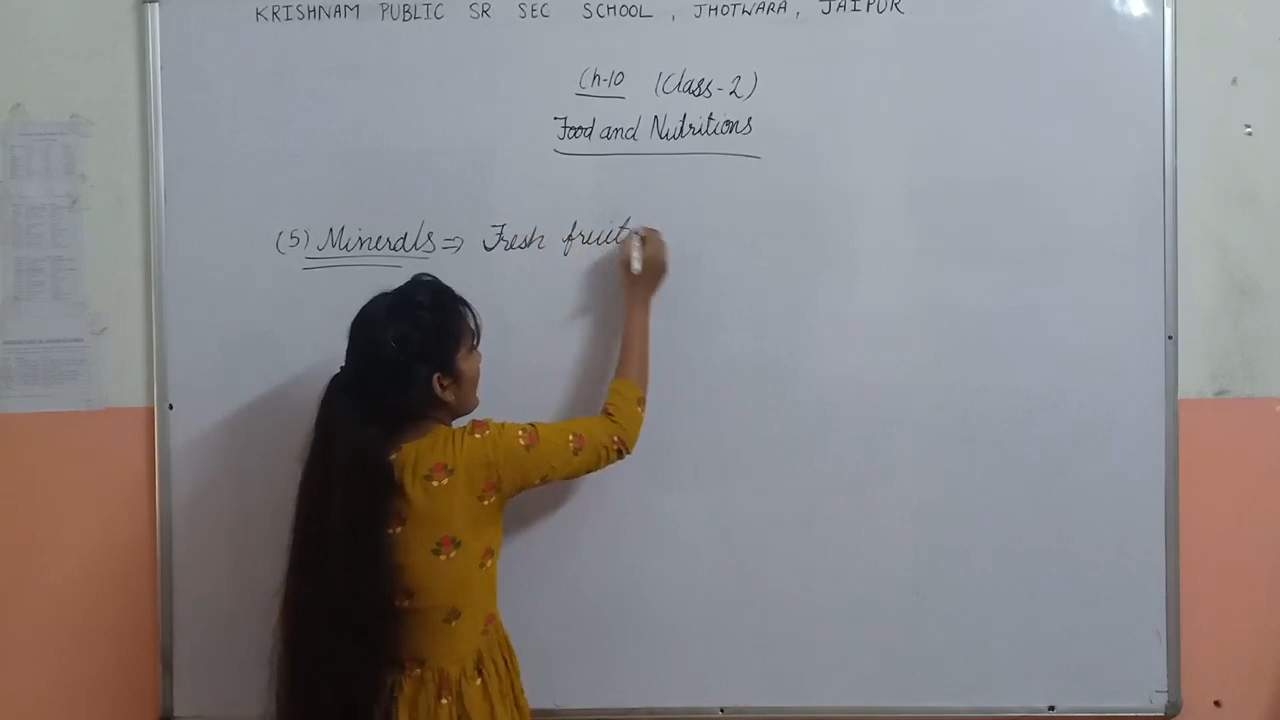 KRISHNAM PUBLIC SR SEC SCHOOL, JHOTWARA, JAIPUR
Ch-10 (Class-2)
Food and Nutritions
(5) Minerals ⇒ Fresh fruit